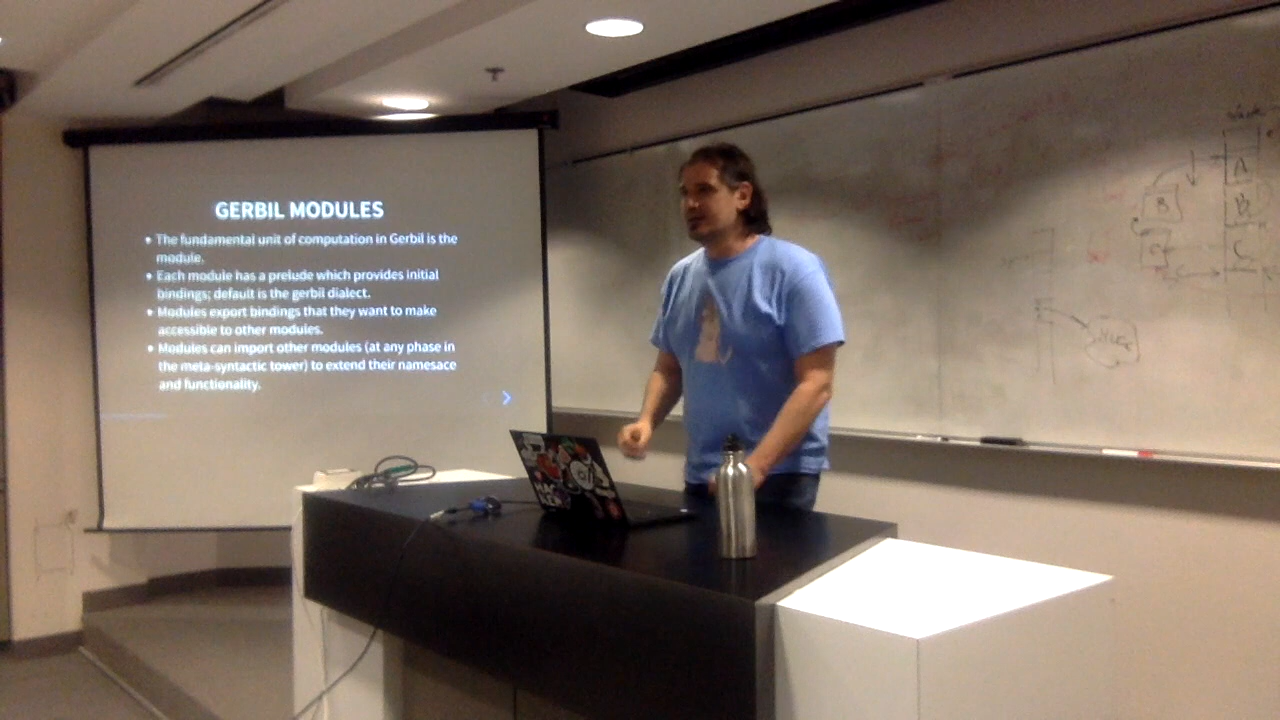 GERBIL MODULES
• The fundamental unit of computation in Gerbil is the
module.
• Each module has a prelude which provides initial
bindings; default is the gerbil dialect.
• Modules export bindings that they want to make
accessible to other modules.
• Modules can import other modules (at any phase in
the meta-syntactic tower) to extend their namesace
and functionality.
A
B
B
C